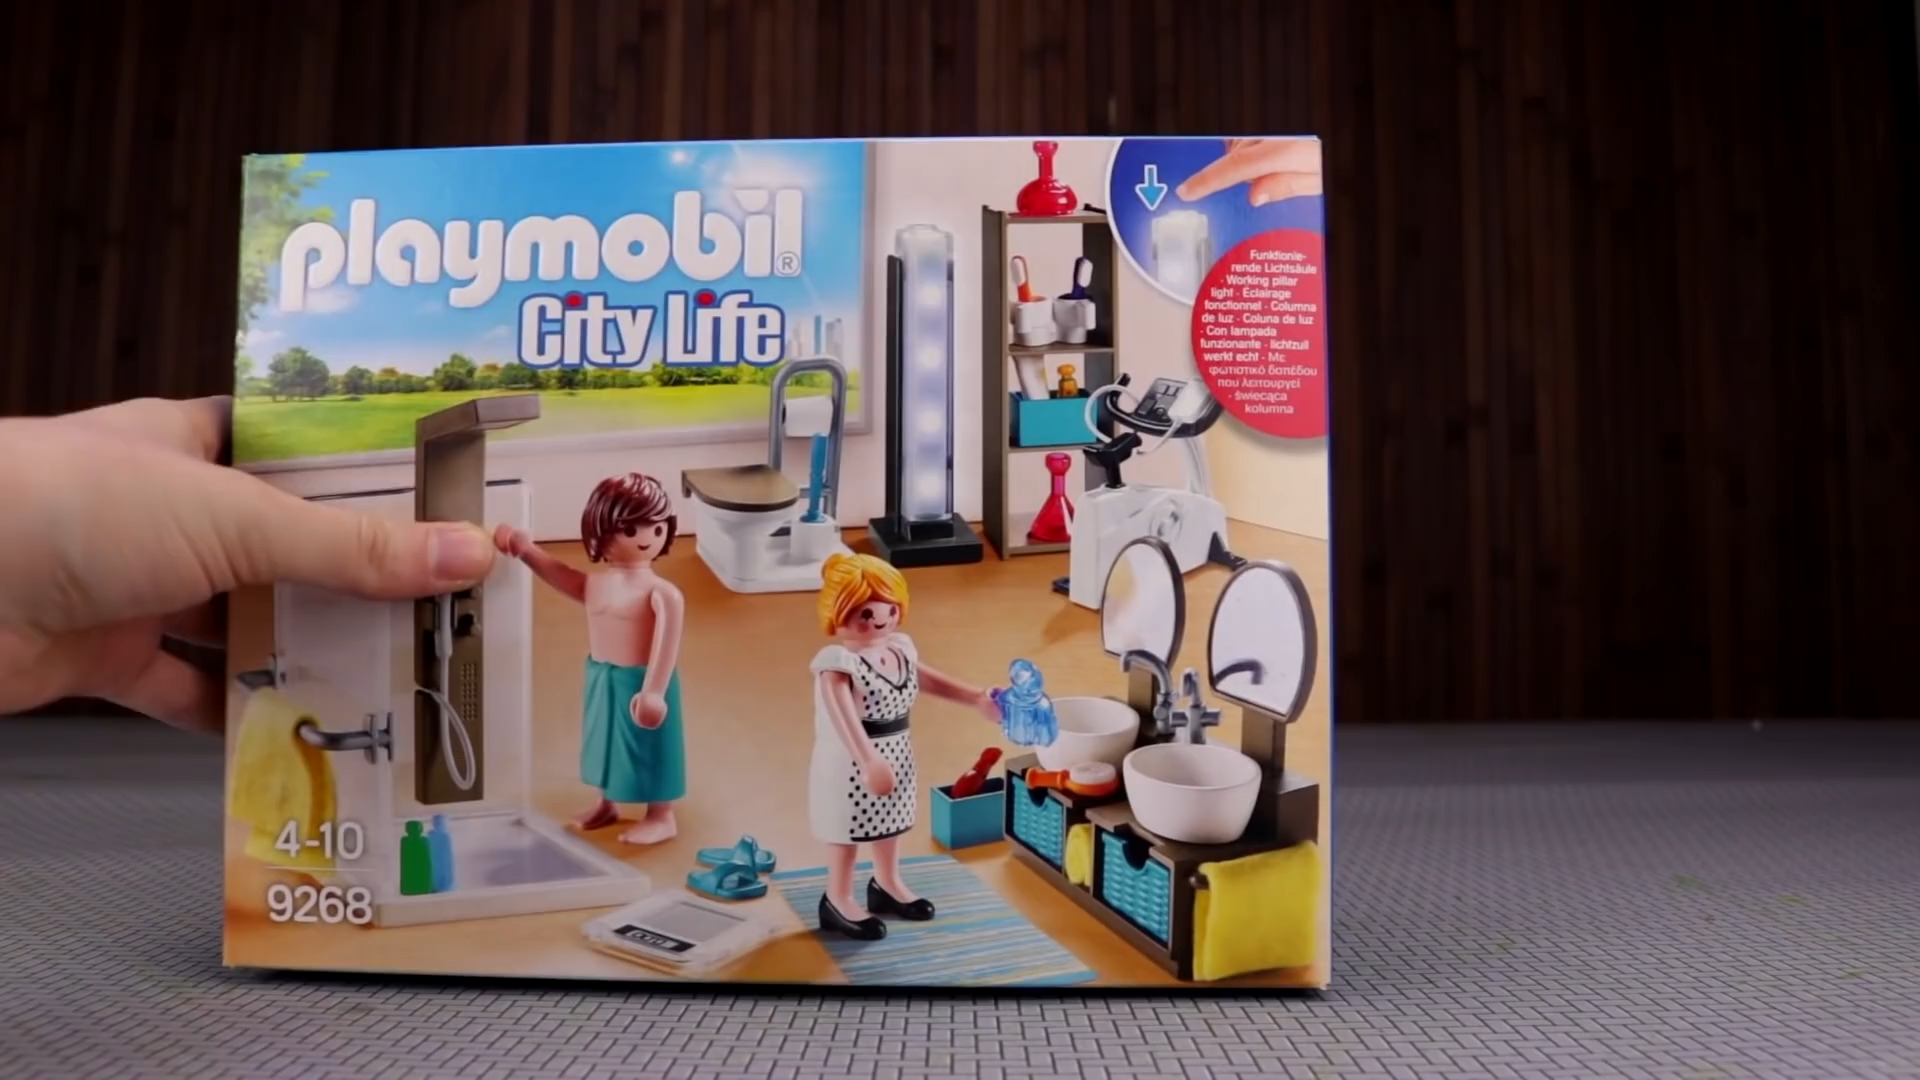 playmobil®
City Life
Funktionie-
rende Lichtsäule
· Working pillar
light · Éclairage
fonctionnel · Columna
de luz · Coluna de luz
· Con lampada
funzionante · lichtzuil
werkt echt · Με
φωτιστικό δαπέδου
που λειτουργεί
· świecąca
kolumna
4-10
9268